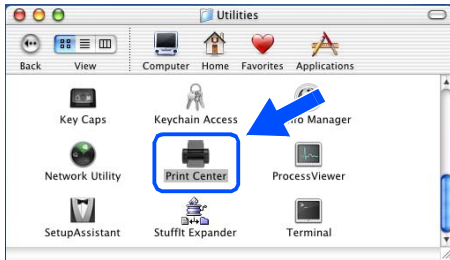 Utilities
Back View Computer Home Favorites Applications
Key Caps Keychain Access Manager
Network Utility Print Center ProcessViewer
SetupAssistant StuffIt Expander Terminal